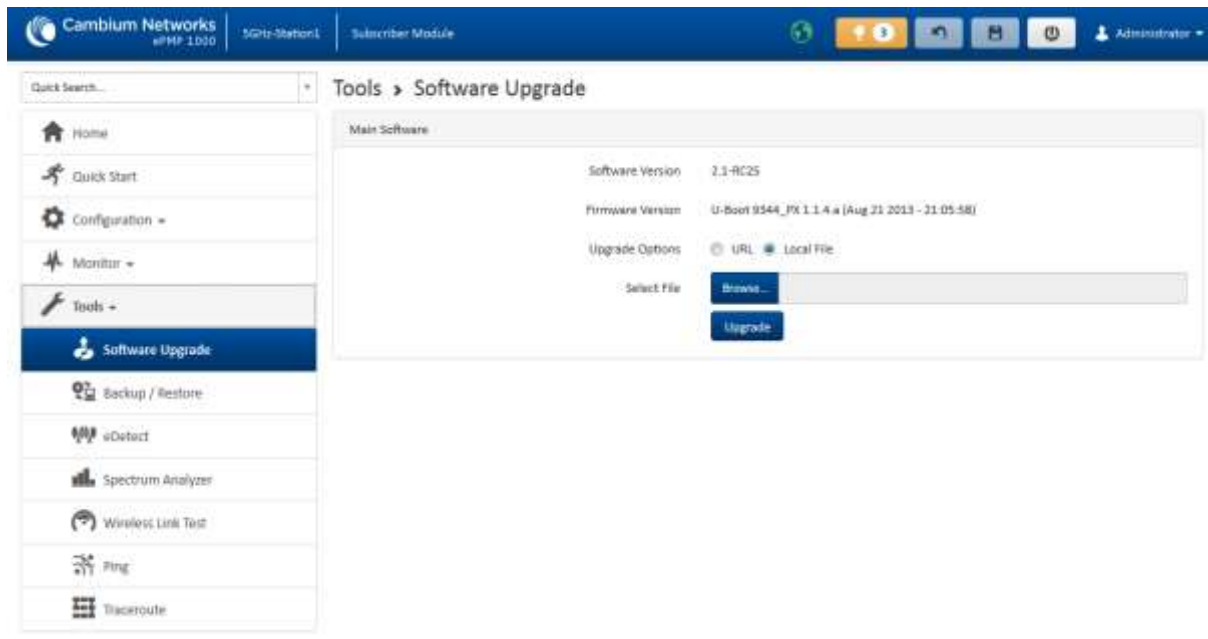 Cambium Networks
ePMP 1000
5GHz-Station1
Subscriber Module
3
Administrator
Quick Search...
Tools > Software Upgrade
Home
Quick Start
Configuration
Monitor
Tools
Software Upgrade
Backup / Restore
eDetect
Spectrum Analyzer
Wireless Link Test
Ping
Traceroute
Main Software
Software Version 2.1-RC25
Firmware Version U-Boot 9344_PX 1.1.4.a (Aug 21 2013 - 21:05:58)
Upgrade Options URL Local File
Select File Browse...
Upgrade